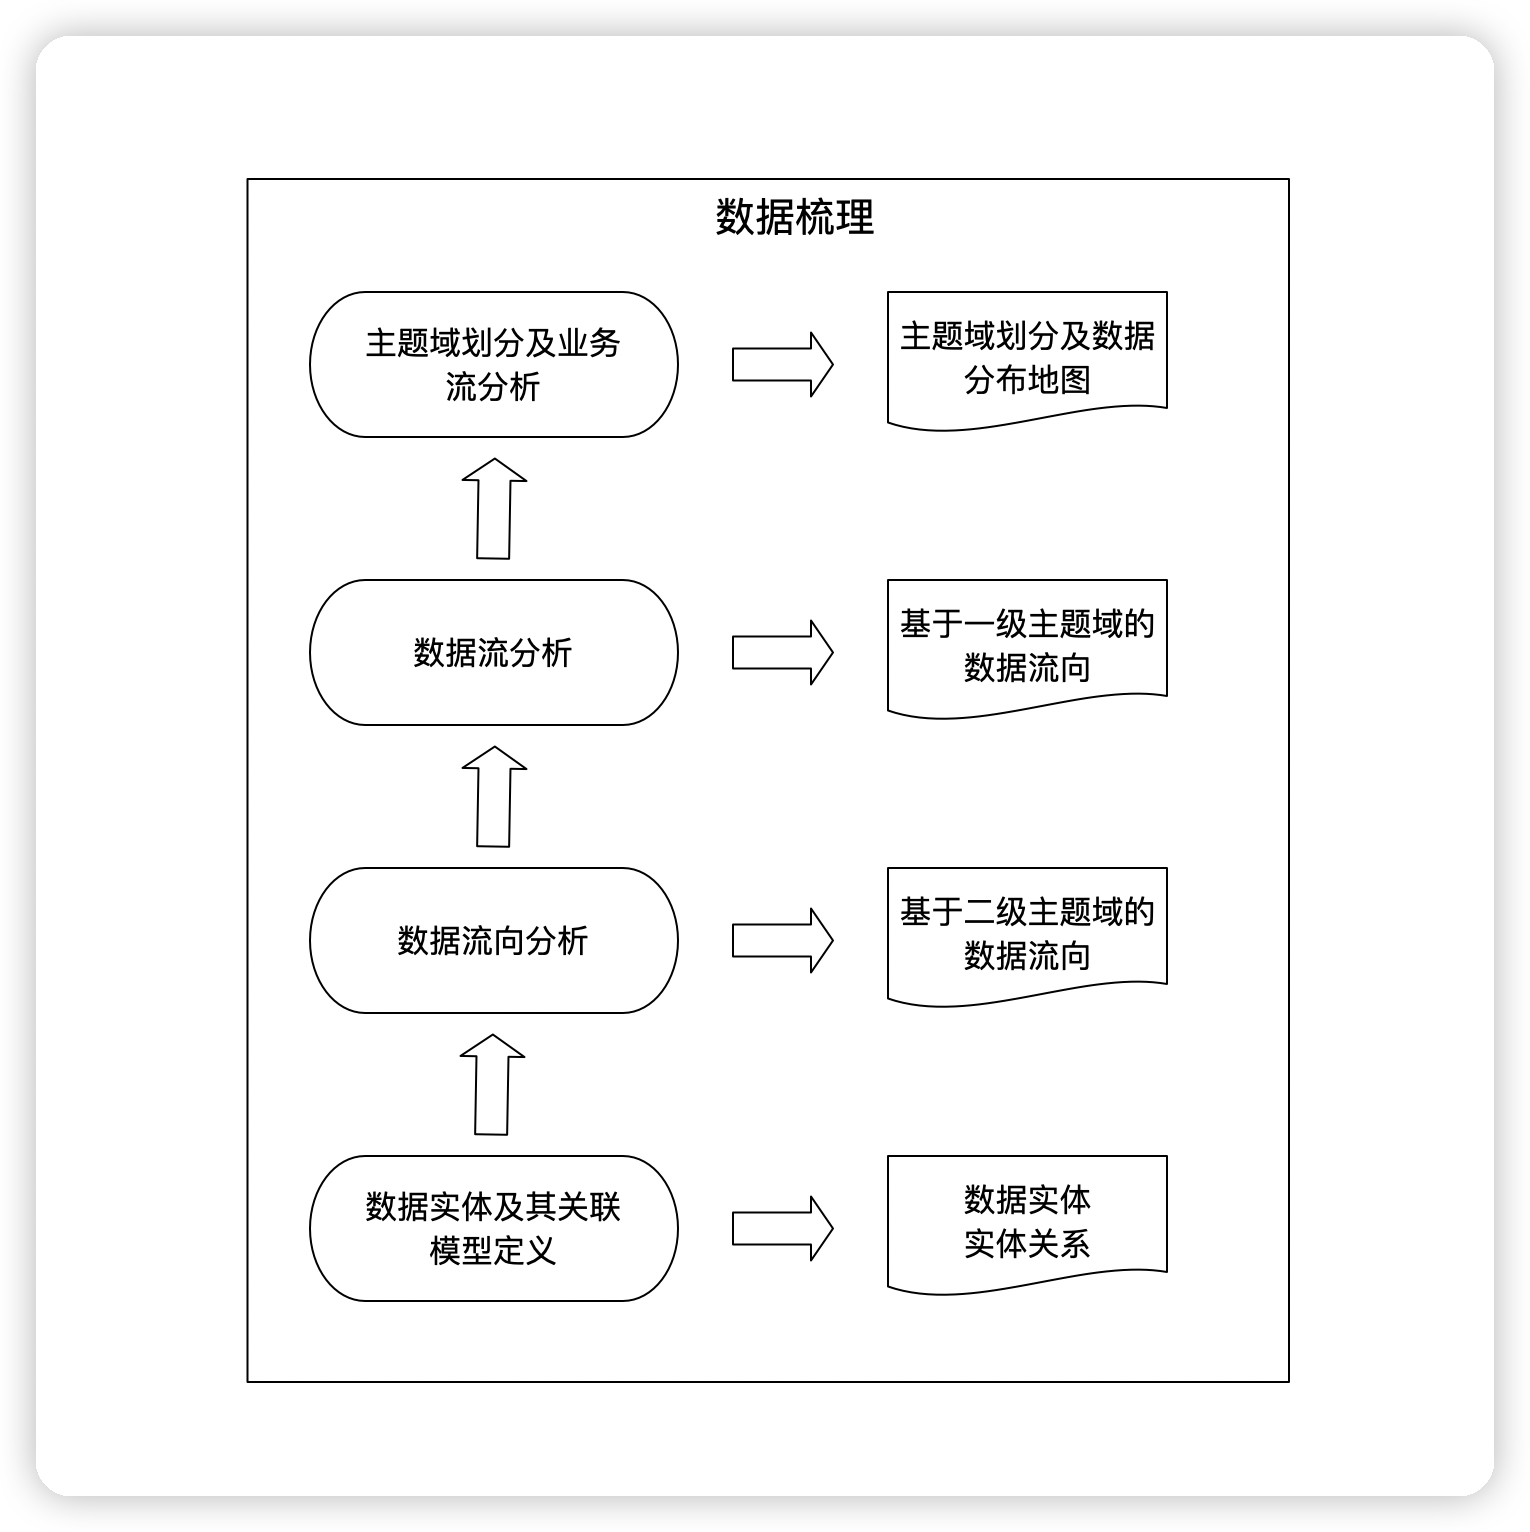 数据梳理
主题域划分及业务
流分析
主题域划分及数据
分布地图
数据流分析
基于一级主题域的
数据流向
数据流向分析
基于二级主题域的
数据流向
数据实体及其关联
模型定义
数据实体
实体关系